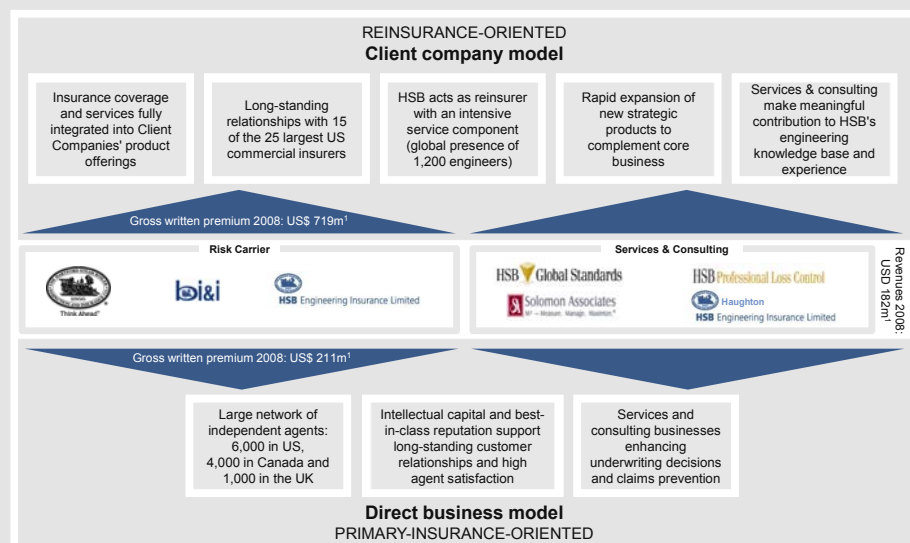 REINSURANCE-ORIENTED
Client company model
Insurance coverage
and services fully
integrated into Client
Companies' product
offerings
Long-standing
relationships with 15
of the 25 largest US
commercial insurers
HSB acts as reinsurer
with an intensive
service component
(global presence of
1,200 engineers)
Rapid expansion of
new strategic
products to
complement core
business
Services & consulting
make meaningful
contribution to HSB's
engineering
knowledge base and
experience
Gross written premium 2008: US$ 719m¹
Risk Carrier
Think Ahead
bi&i
HSB Engineering Insurance Limited
Services & Consulting
HSB Global Standards
Solomon Associates
M³ – Measure. Manage. Maximize.®
HSB Professional Loss Control
Haughton
HSB Engineering Insurance Limited
Revenues 2008:
USD 182m¹
Gross written premium 2008: US$ 211m¹
Large network of
independent agents:
6,000 in US,
4,000 in Canada and
1,000 in the UK
Intellectual capital and best-
in-class reputation support
long-standing customer
relationships and high
agent satisfaction
Services and
consulting businesses
enhancing
underwriting decisions
and claims prevention
Direct business model
PRIMARY-INSURANCE-ORIENTED